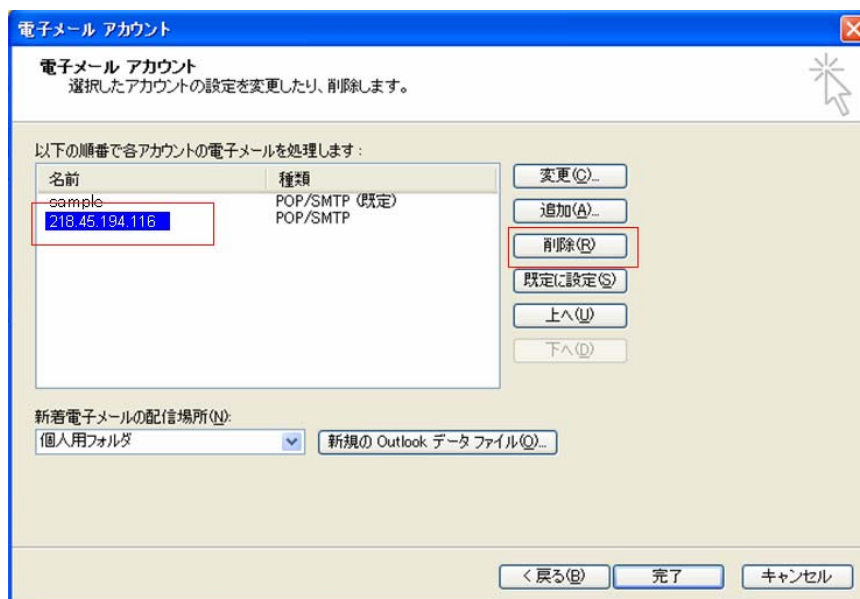 電子メール アカウント
電子メール アカウント
選択したアカウントの設定を変更したり、削除します。
以下の順番で各アカウントの電子メールを処理します:
名前 種類
sample POP/SMTP (既定)
218.45.194.116 POP/SMTP
変更(C)...
追加(A)...
削除(R)
既定に設定(S)
上へ(U)
下へ(D)
新着電子メールの配信場所(N):
個人用フォルダ
新規の Outlook データ ファイル(O)...
< 戻る(B)
完了
キャンセル